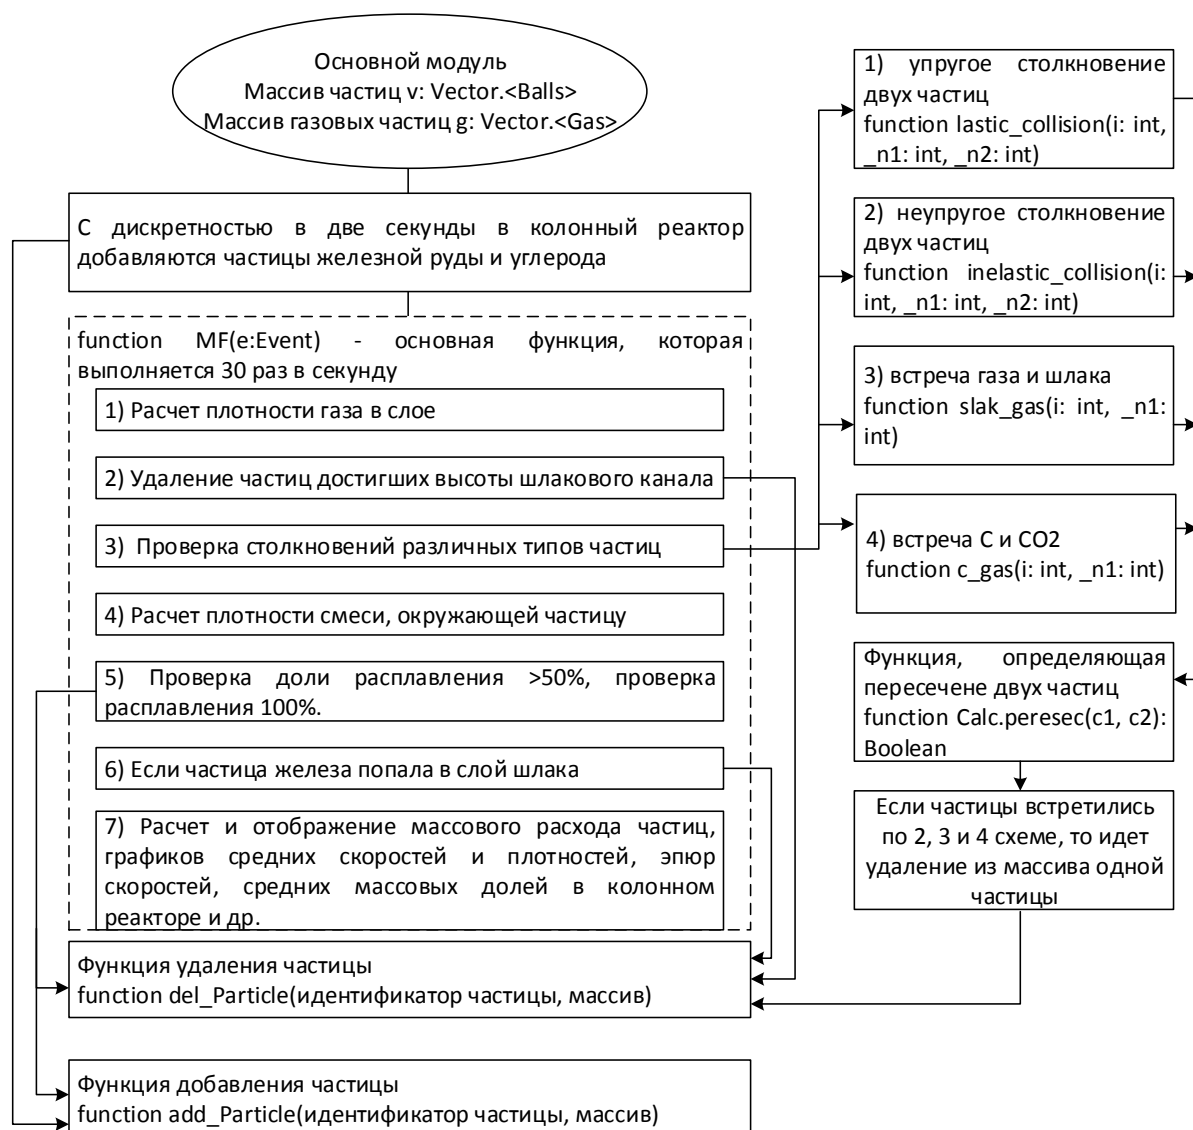 Основной модуль
Массив частиц v: Vector.<Balls>
Массив газовых частиц g: Vector.<Gas>
С дискретностью в две секунды в колонный реактор
добавляются частицы железной руды и углерода
function MF(e:Event) - основная функция, которая
выполняется 30 раз в секунду
1) Расчет плотности газа в слое
2) Удаление частиц достигших высоты шлакового канала
3) Проверка столкновений различных типов частиц
4) Расчет плотности смеси, окружающей частицу
5) Проверка доли расплавления >50%, проверка
расплавления 100%.
6) Если частица железа попала в слой шлака
7) Расчет и отображение массового расхода частиц,
графиков средних скоростей и плотностей, эпюр
скоростей, средних массовых долей в колонном
реакторе и др.
Функция удаления частицы
function del_Particle(идентификатор частицы, массив)
Функция добавления частицы
function add_Particle(идентификатор частицы, массив)
1) упругое столкновение
двух частиц
function lastic_collision(i: int,
_n1: int, _n2: int)
2) неупругое столкновение
двух частиц
function inelastic_collision(i:
int, _n1: int, _n2: int)
3) встреча газа и шлака
function slak_gas(i: int, _n1:
int)
4) встреча C и CO2
function c_gas(i: int, _n1: int)
Функция, определяющая
пересечене двух частиц
function Calc.peresec(c1, c2):
Boolean
Если частицы встретились
по 2, 3 и 4 схеме, то идет
удаление из массива одной
частицы